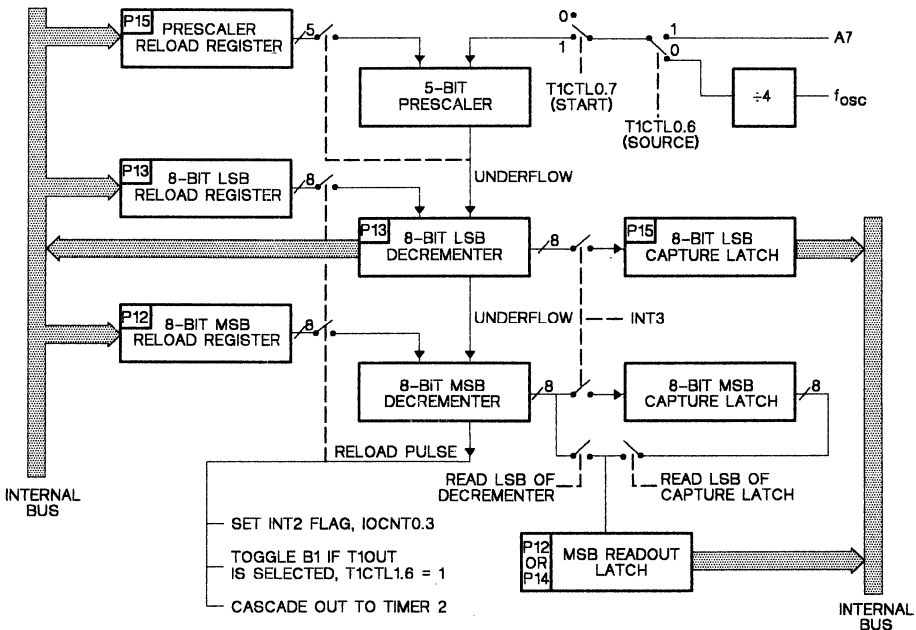 P15
PRESCALER
RELOAD REGISTER
5
0
1
1
0
A7
5-BIT
PRESCALER
T1CTL0.7
(START)
÷4
fosc
T1CTL0.6
(SOURCE)
UNDERFLOW
P13
8-BIT LSB
RELOAD REGISTER
8
P13
8-BIT LSB
DECREMENTER
8
P15
8-BIT LSB
CAPTURE LATCH
UNDERFLOW
INT3
P12
8-BIT MSB
RELOAD REGISTER
8
8-BIT MSB
DECREMENTER
8
8-BIT MSB
CAPTURE LATCH
8
RELOAD PULSE
READ LSB OF
DECREMENTER
READ LSB OF
CAPTURE LATCH
INTERNAL
BUS
SET INT2 FLAG, IOCNT0.3
TOGGLE B1 IF T1OUT
IS SELECTED, T1CTL1.6 = 1
CASCADE OUT TO TIMER 2
P12
OR
P14
MSB READOUT
LATCH
INTERNAL
BUS